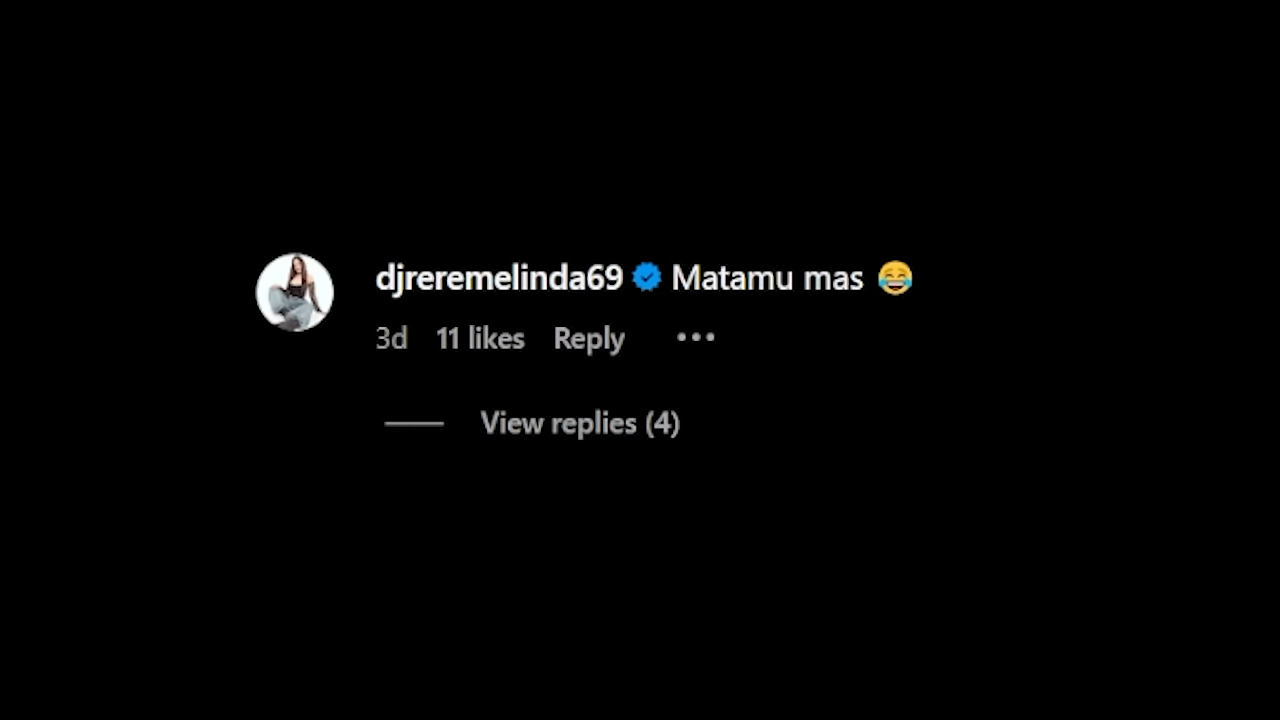 djreremelinda69 Matamu mas 😂
3d 11 likes Reply •••
View replies (4)